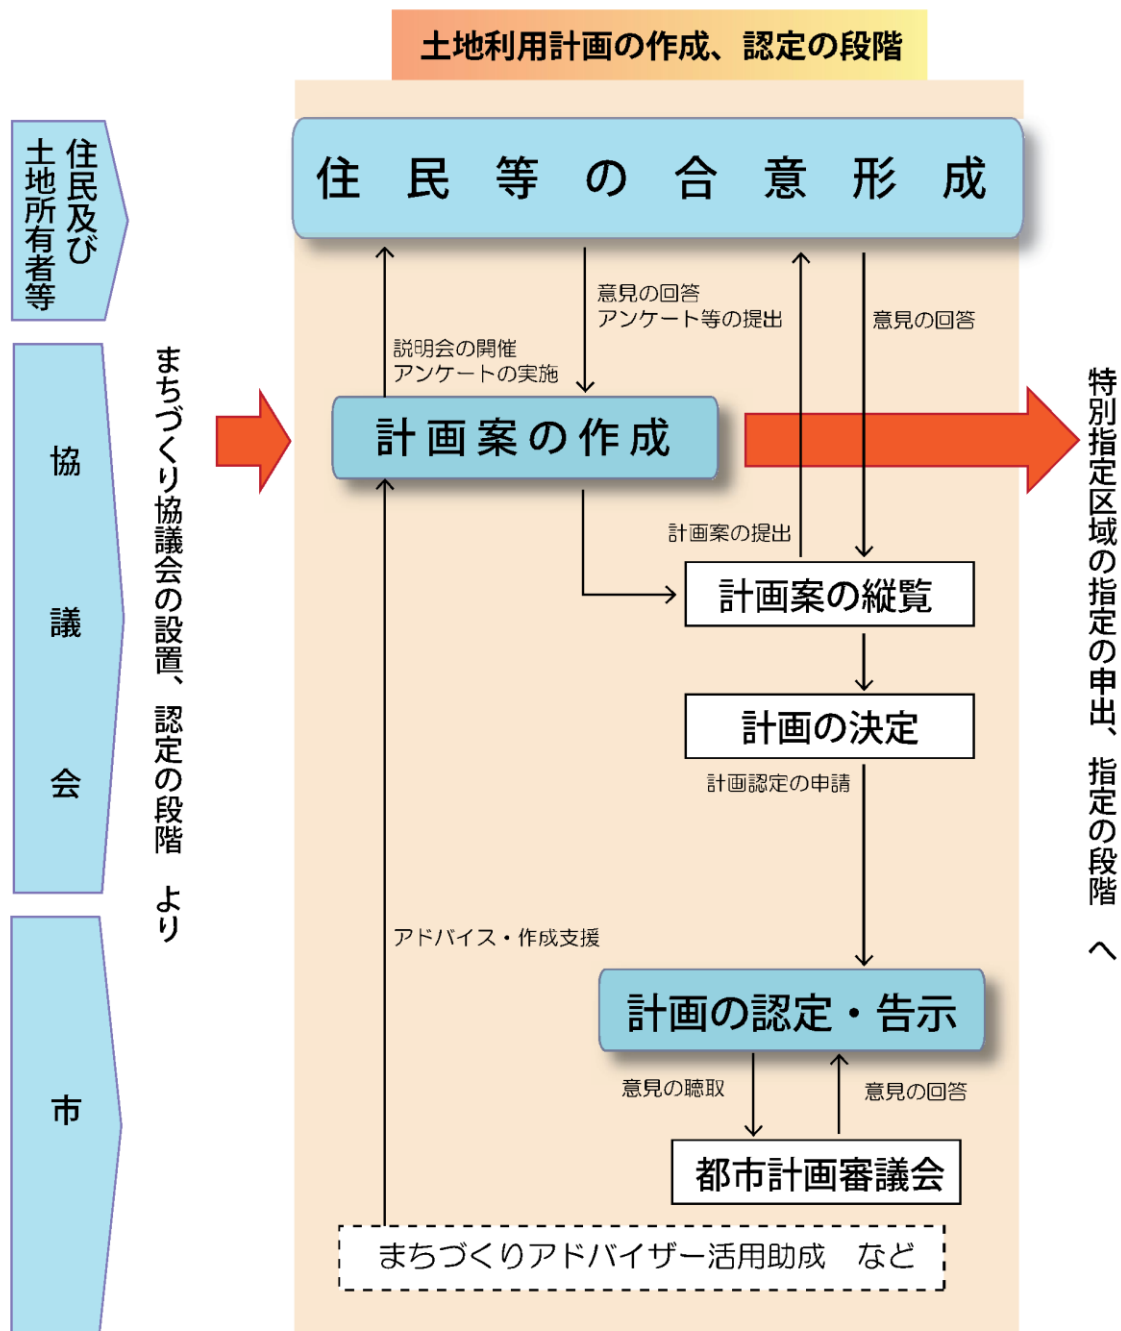 土地利用計画の作成、認定の段階
住民及び
土地所有者等
住民等の合意形成
意見の回答
アンケート等の提出
意見の回答
説明会の開催
アンケートの実施
協議会
まちづくり協議会の設置、認定の段階 より
計画案の作成
特別指定区域の指定の申出、指定の段階 へ
計画案の提出
計画案の縦覧
計画の決定
計画認定の申請
アドバイス・作成支援
計画の認定・告示
市
意見の聴取
意見の回答
都市計画審議会
まちづくりアドバイザー活用助成 など